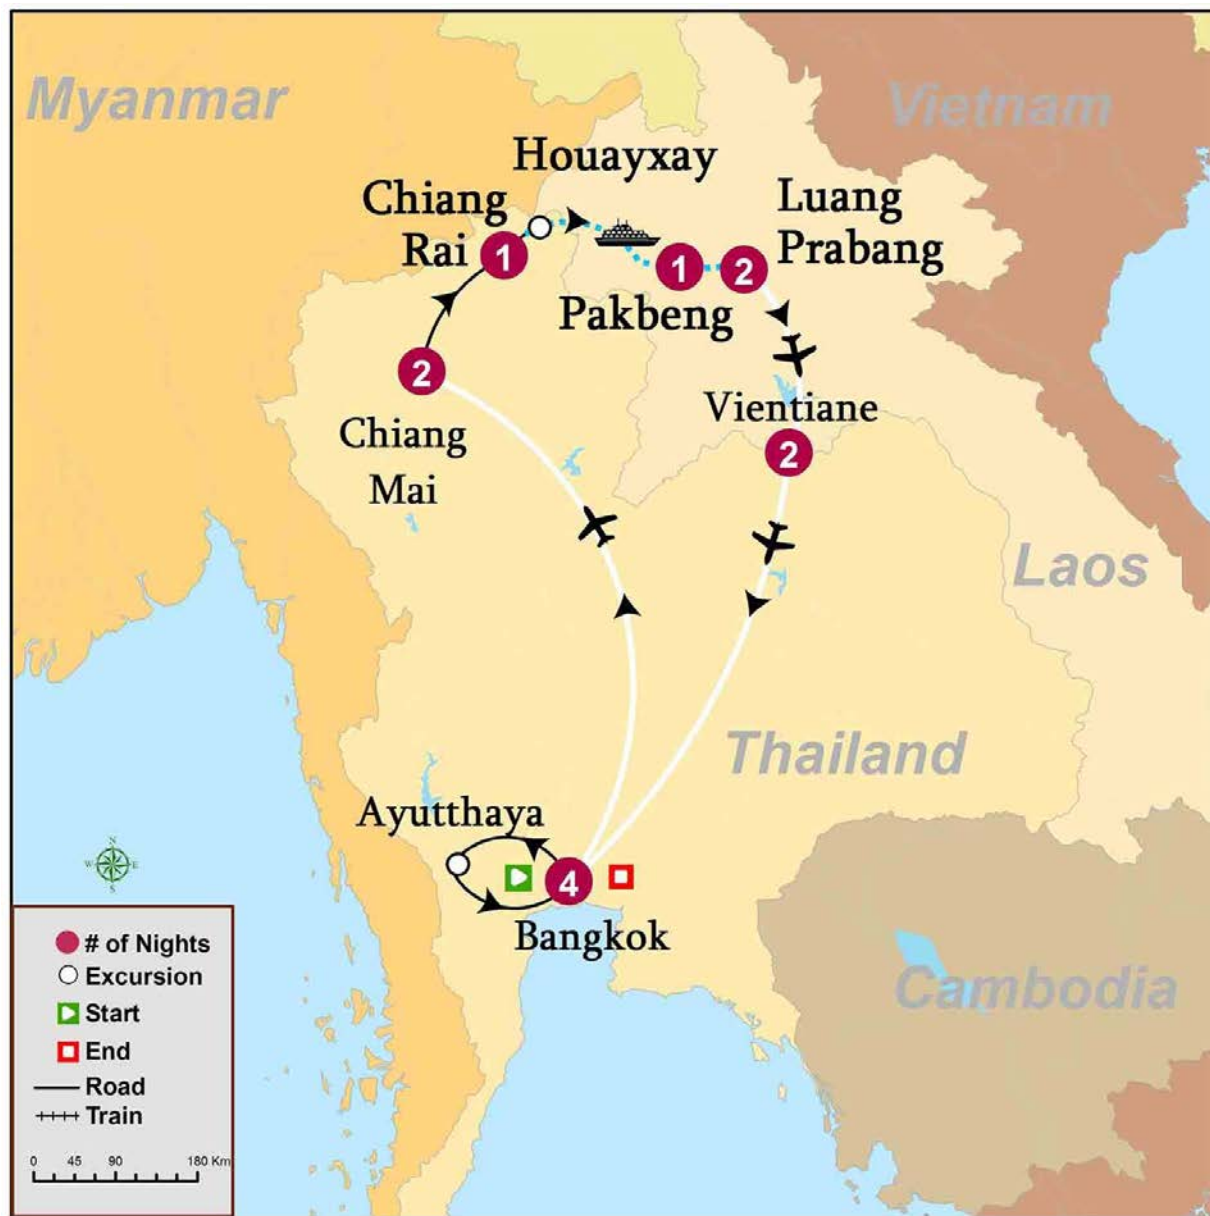 Myanmar
Vietnam
Houayxay
Chiang
Rai
Luang
Prabang
1
1
2
Pakbeng
2
Chiang
Mai
Vientiane
2
Laos
Thailand
Ayutthaya
4
Bangkok
Cambodia
S
W E
S
# of Nights
Excursion
Start
End
Road
Train
0 45 90 180 Km